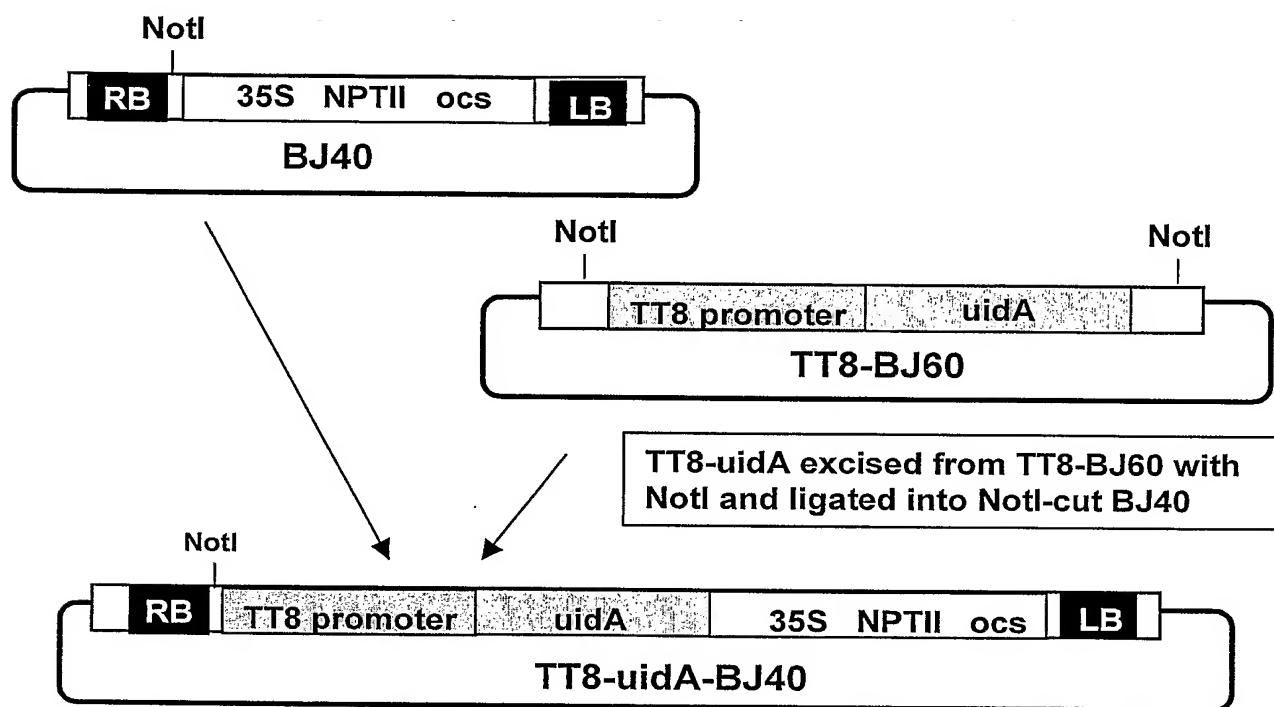 NotI
RB 35S NPTII ocs LB
BJ40
NotI NotI
TT8 promoter uidA
TT8-BJ60
TT8-uidA excised from TT8-BJ60 with
NotI and ligated into NotI-cut BJ40
NotI
RB TT8 promoter uidA 35S NPTII ocs LB
TT8-uidA-BJ40